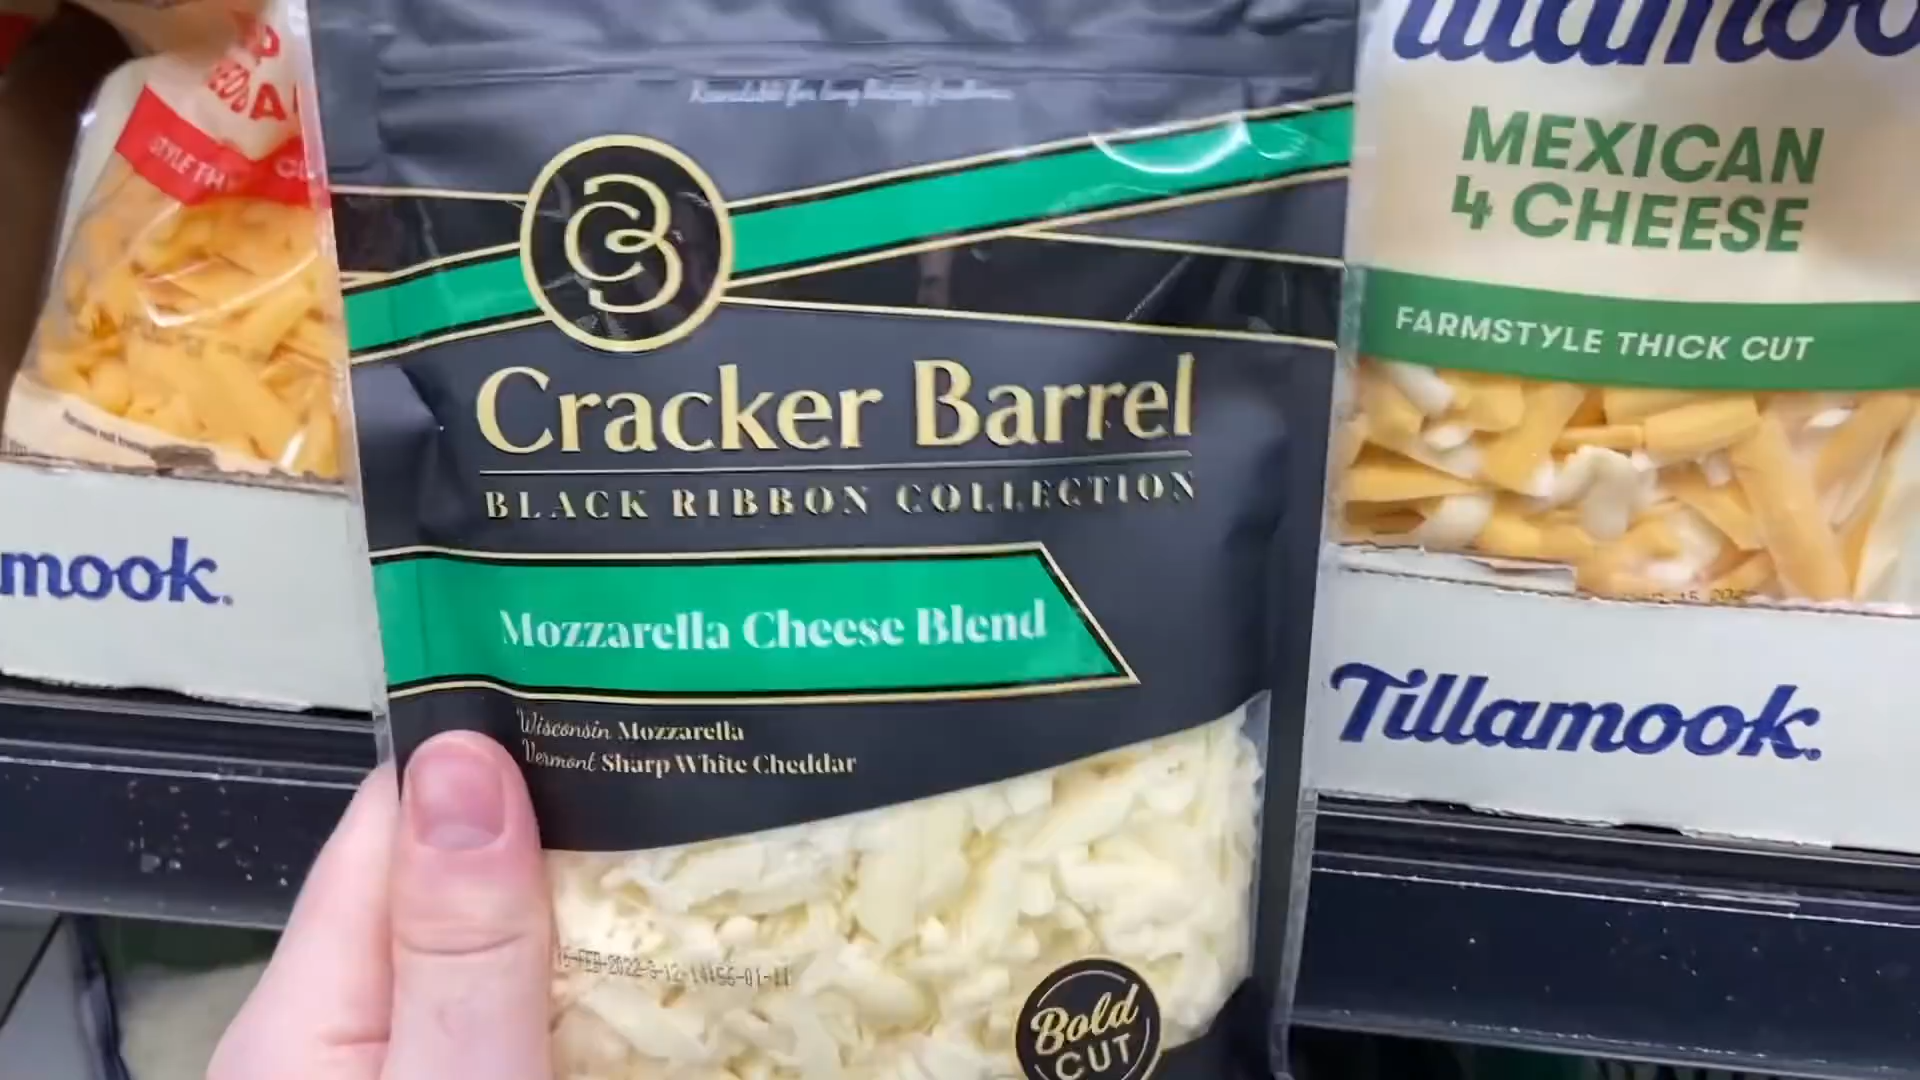 Cracker Barrel
BLACK RIBBON COLLECTION
Mozzarella Cheese Blend
Wisconsin Mozzarella
Vermont Sharp White Cheddar
Bold
CUT
MEXICAN
4 CHEESE
FARMSTYLE THICK CUT
Tillamook
mook